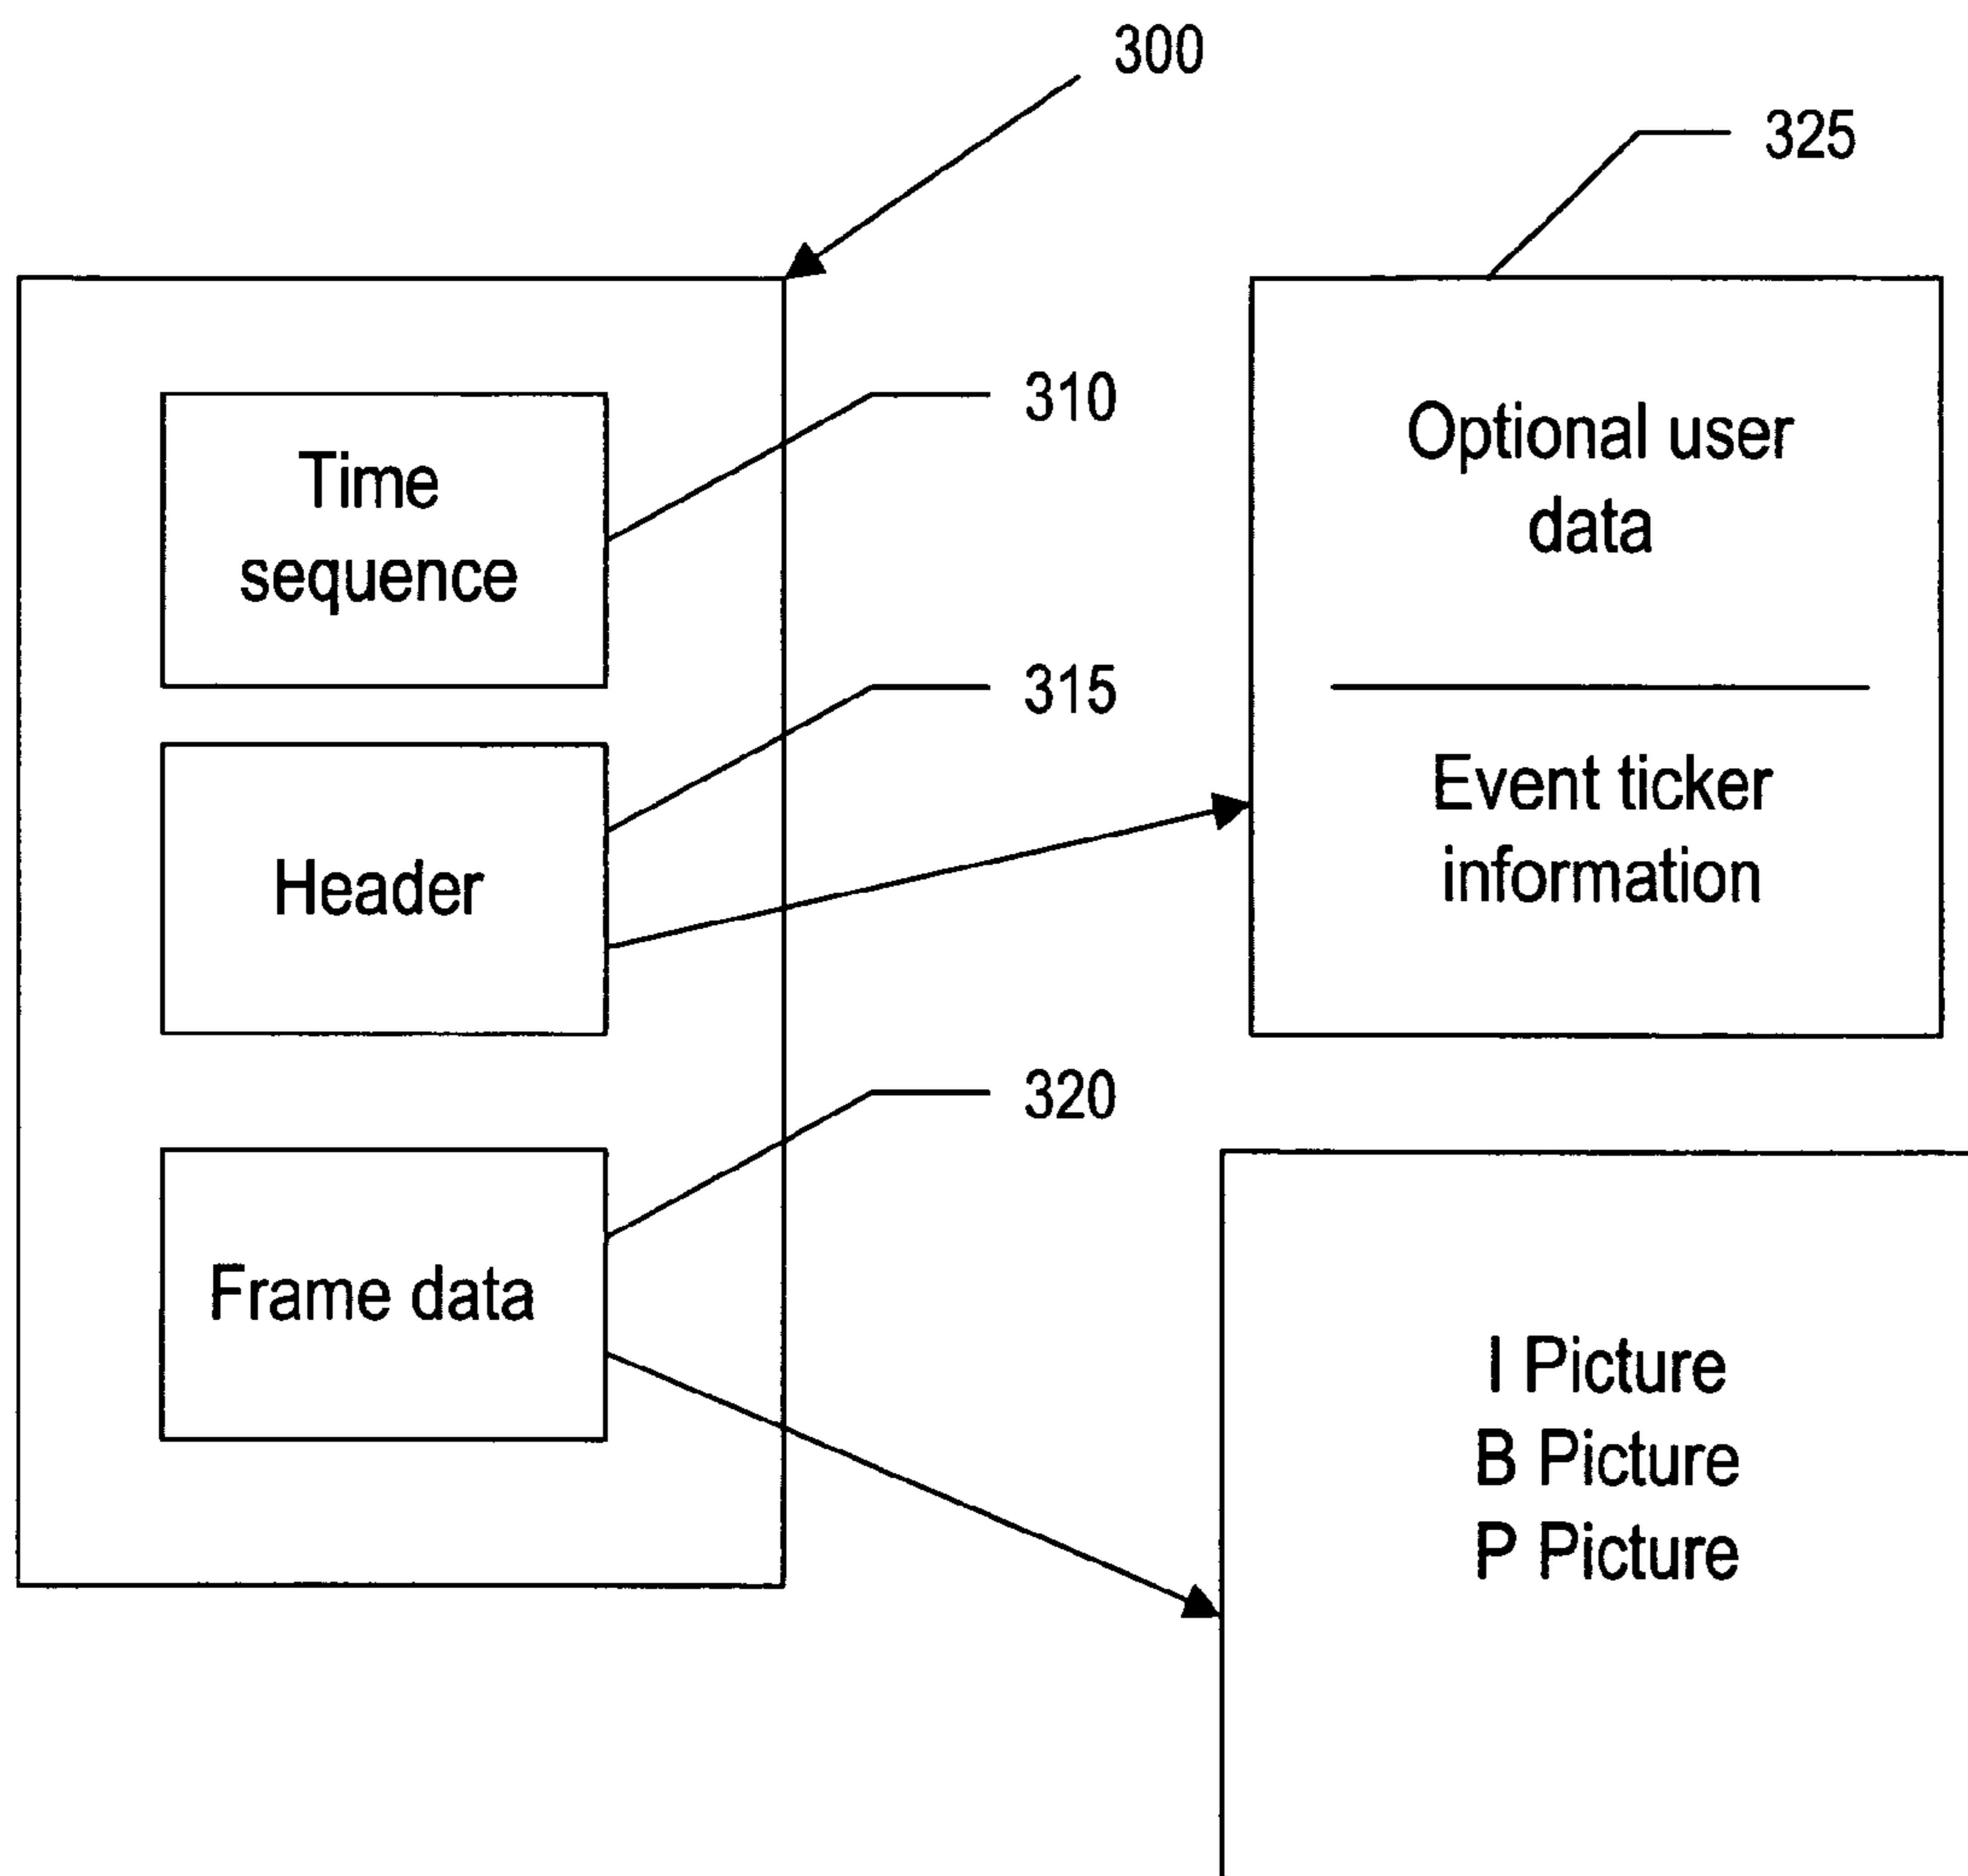 300
325
310
Time
sequence
315
Header
320
Frame data
Optional user
data
Event ticker
information
I Picture
B Picture
P Picture